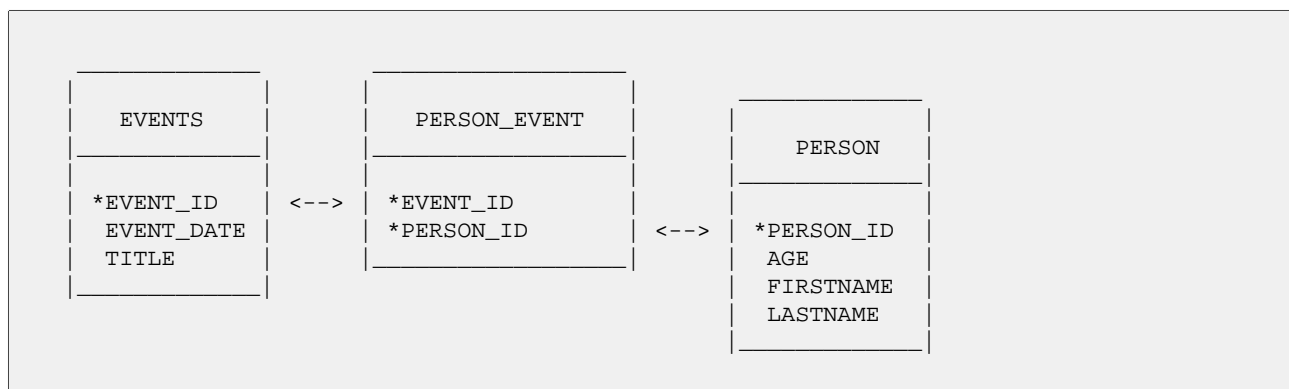 EVENTS PERSON_EVENT
PERSON
*EVENT_ID <--> *EVENT_ID
EVENT_DATE *PERSON_ID <--> *PERSON_ID
TITLE AGE
FIRSTNAME
LASTNAME